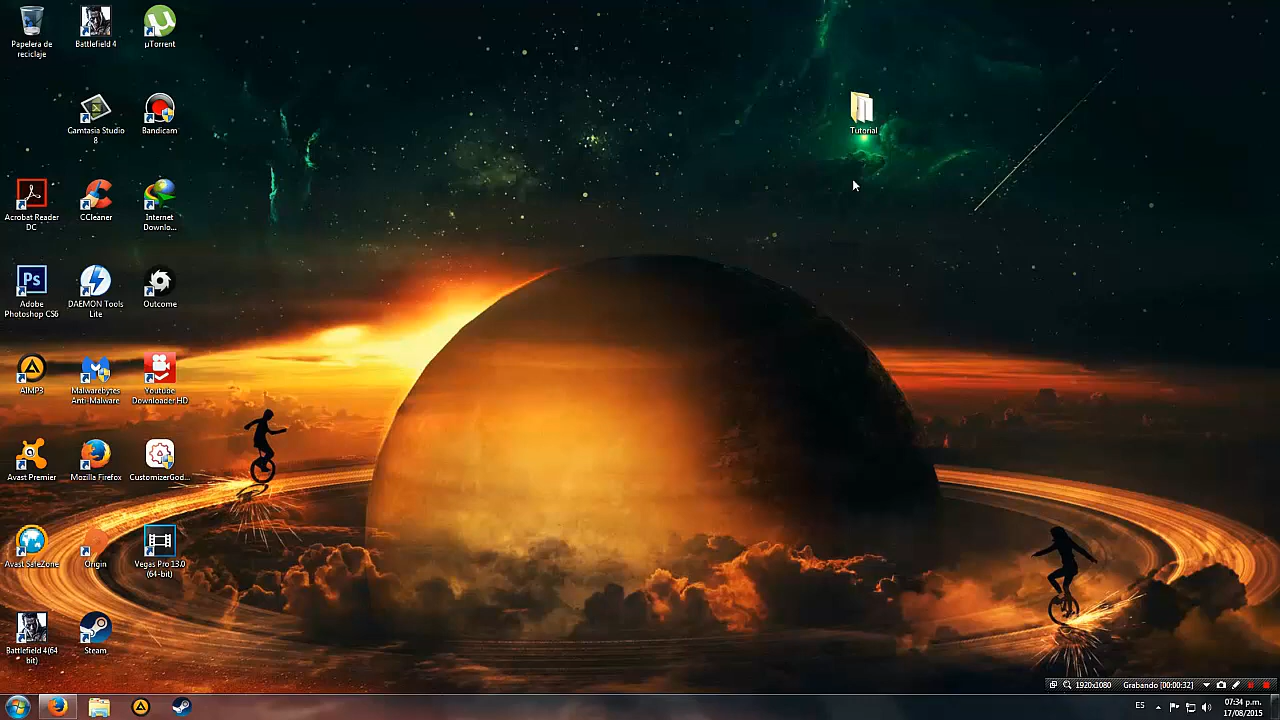 Papelera de
reciclaje
Battlefield 4
µTorrent
Camtasia Studio
8
Bandicam
Acrobat Reader
DC
CCleaner
Internet
Downlo...
Ps
Adobe
Photoshop CS6
DAEMON Tools
Lite
Outcome
AIMP3
Malwarebytes
Anti-Malware
Youtube
Downloader HD
Avast Premier
Mozilla Firefox
CustomizerGod...
Avast SafeZone
Origin
Vegas Pro 13.0
(64-bit)
Battlefield 4(64
bit)
Steam
Tutorial
1920x1080
Grabando [00:00:32]
ES
07:34 p.m.
17/08/2015